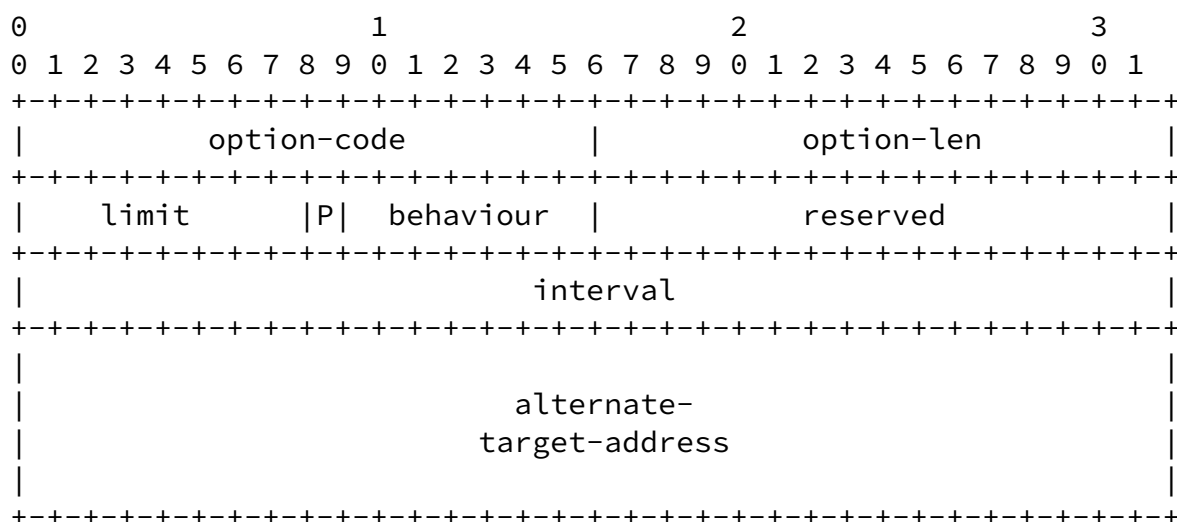 0                   1                   2                   3
0 1 2 3 4 5 6 7 8 9 0 1 2 3 4 5 6 7 8 9 0 1 2 3 4 5 6 7 8 9 0 1
+-+-+-+-+-+-+-+-+-+-+-+-+-+-+-+-+-+-+-+-+-+-+-+-+-+-+-+-+-+-+-+-+
|          option-code          |           option-len          |
+-+-+-+-+-+-+-+-+-+-+-+-+-+-+-+-+-+-+-+-+-+-+-+-+-+-+-+-+-+-+-+-+
|    limit      |P|  behaviour  |           reserved            |
+-+-+-+-+-+-+-+-+-+-+-+-+-+-+-+-+-+-+-+-+-+-+-+-+-+-+-+-+-+-+-+-+
|                            interval                           |
+-+-+-+-+-+-+-+-+-+-+-+-+-+-+-+-+-+-+-+-+-+-+-+-+-+-+-+-+-+-+-+-+
|                                                               |
|                           alternate-                          |
|                         target-address                        |
|                                                               |
+-+-+-+-+-+-+-+-+-+-+-+-+-+-+-+-+-+-+-+-+-+-+-+-+-+-+-+-+-+-+-+-+